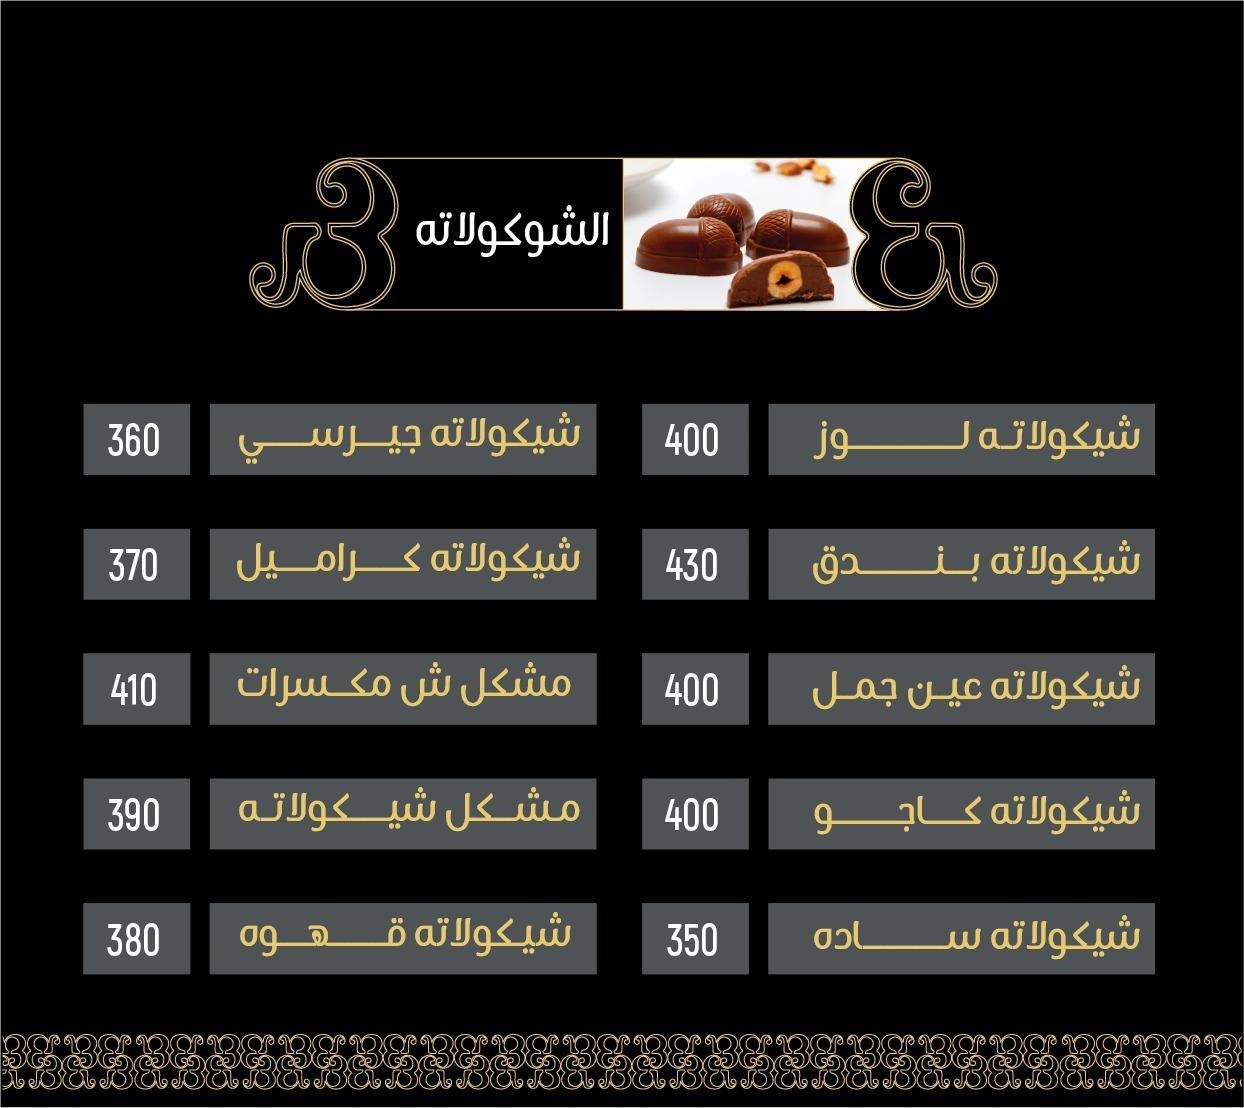 الشوكولاته
شيكولاته لوز 400
شيكولاته بندق 430
شيكولاته عين جمل 400
شيكولاته كاجو 400
شيكولاته ساده 350
شيكولاته جيرسي 360
شيكولاته كراميل 370
مشكل ش مكسرات 410
مشكل شيكولاته 390
شيكولاته قهوه 380